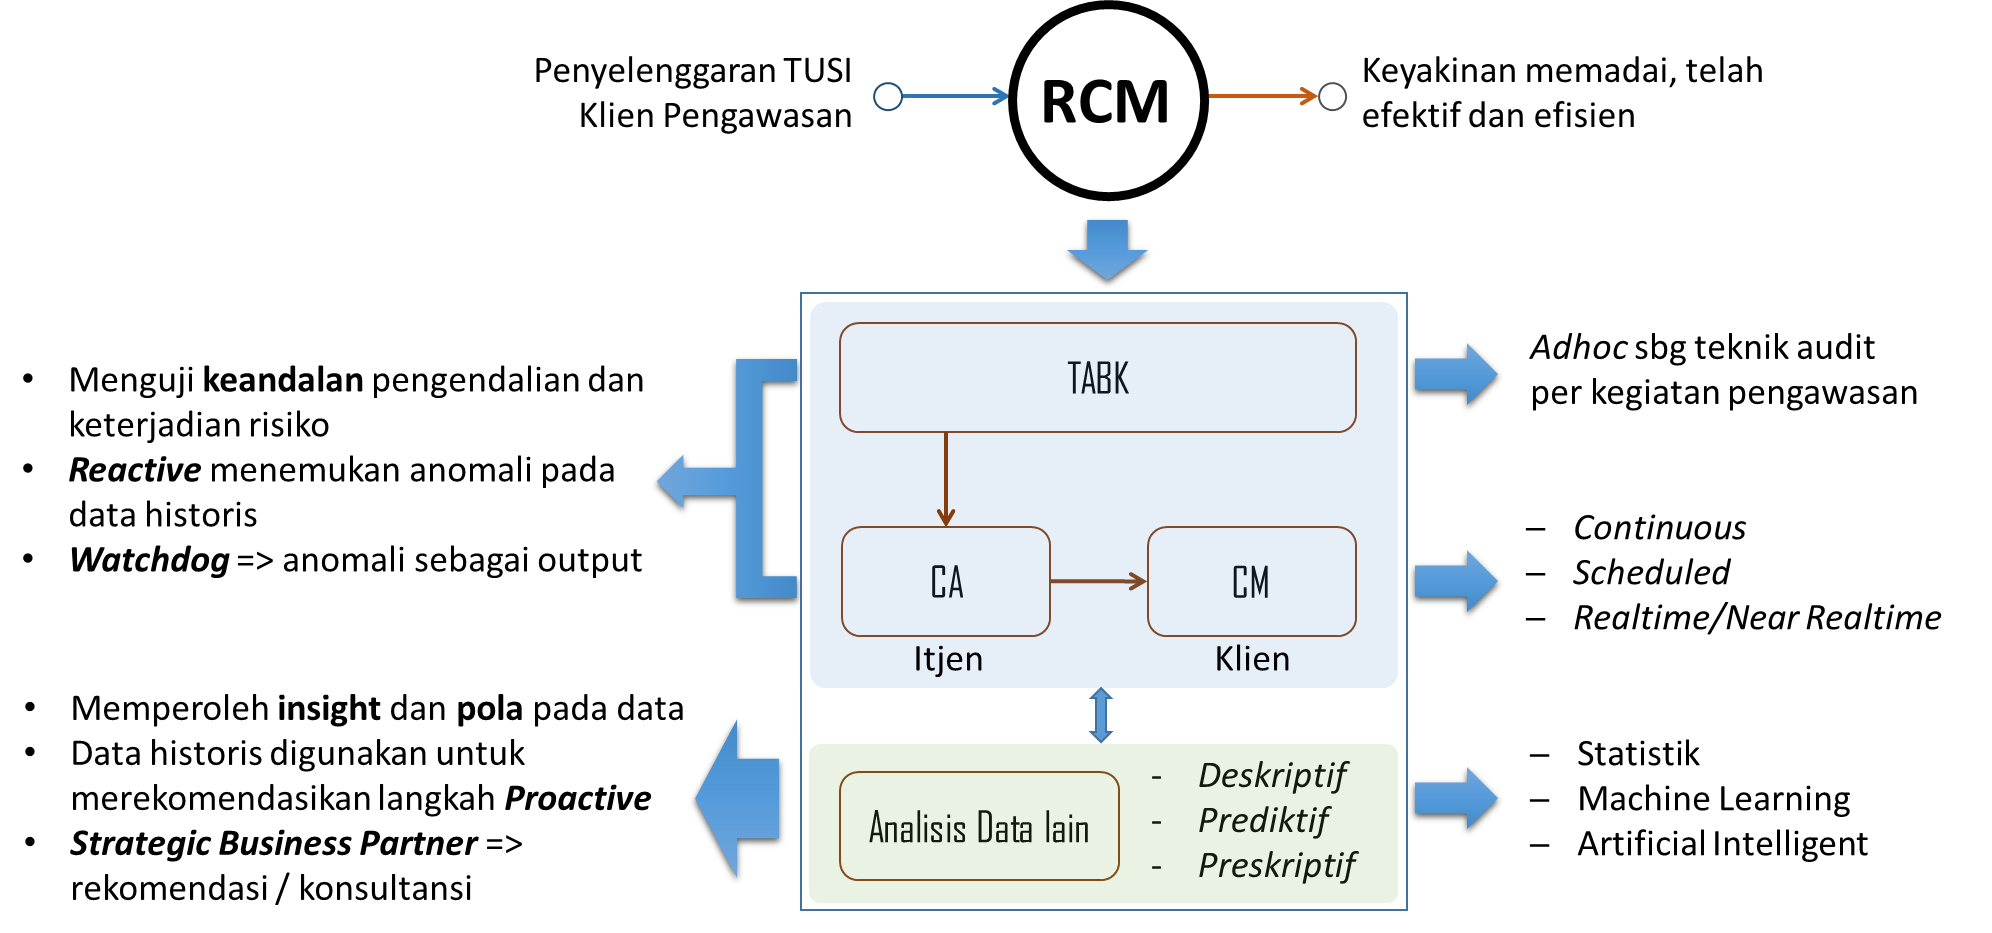 Penyelenggaran TUSI
Klien Pengawasan
RCM
Keyakinan memadai, telah
efektif dan efisien
• Menguji keandalan pengendalian dan
keterjadian risiko
• Reactive menemukan anomali pada
data historis
• Watchdog => anomali sebagai output
TABK
CA
Itjen
CM
Klien
Adhoc sbg teknik audit
per kegiatan pengawasan
– Continuous
– Scheduled
– Realtime/Near Realtime
• Memperoleh insight dan pola pada data
• Data historis digunakan untuk
merekomendasikan langkah Proactive
• Strategic Business Partner =>
rekomendasi / konsultansi
Analisis Data lain
- Deskriptif
- Prediktif
- Preskriptif
– Statistik
– Machine Learning
– Artificial Intelligent